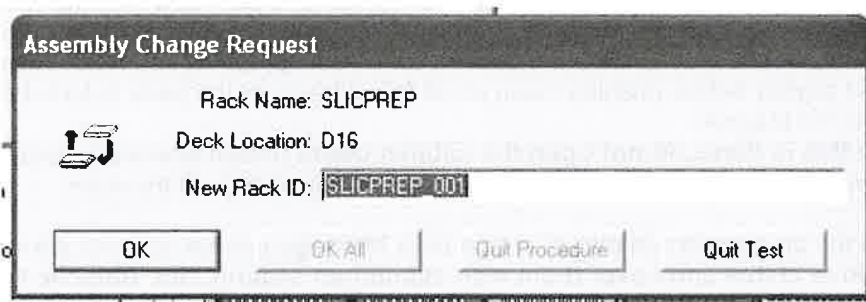 Assembly Change Request
Rack Name: SLICPREP
Deck Location: D16
New Rack ID: SLICPREP_001
OK
OK All
Quit Procedure
Quit Test